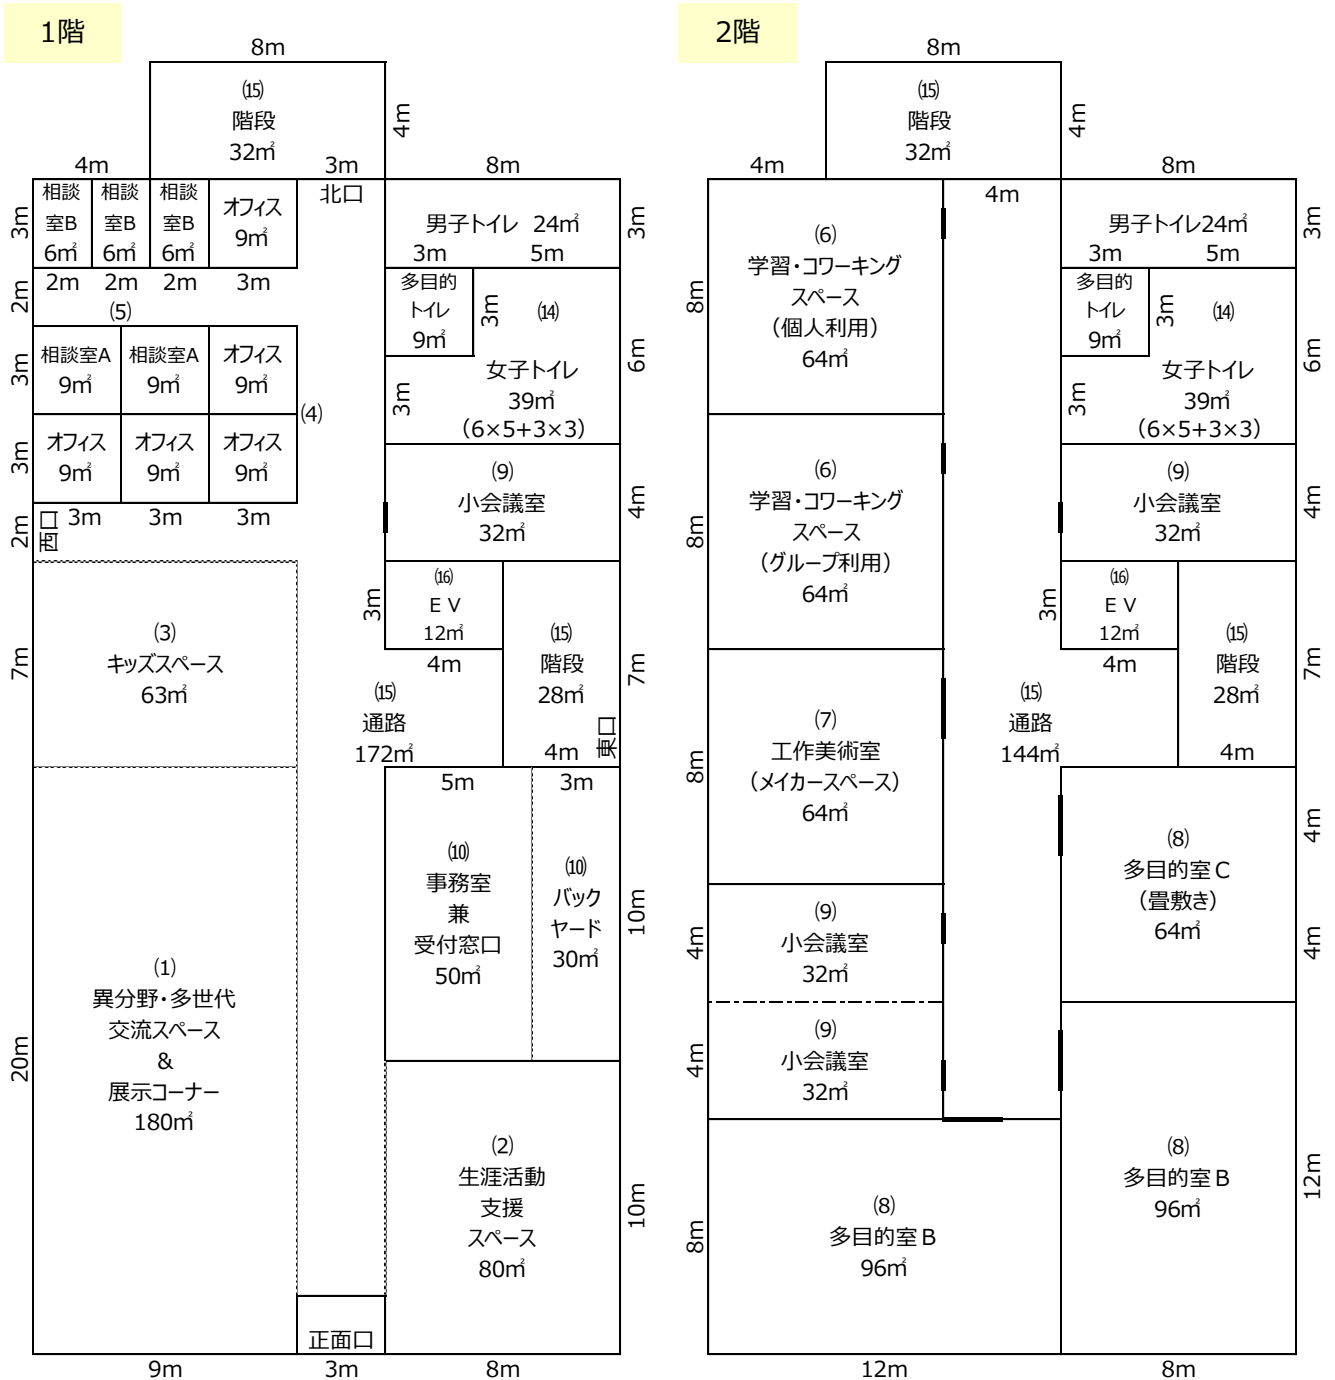 1階
8m
⒂
階段
32㎡
4m
4m
3m
8m
北口
相談
室B
6㎡
相談
室B
6㎡
相談
室B
6㎡
オフィス
9㎡
3m
男子トイレ 24㎡
3m
5m
3m
2m
2m
2m
3m
2m
⑸
多目的
トイレ
9㎡
3m
⒁
女子トイレ
39㎡
(6×5+3×3)
3m
6m
3m
相談室A
9㎡
相談室A
9㎡
オフィス
9㎡
⑷
3m
オフィス
9㎡
オフィス
9㎡
オフィス
9㎡
3m
3m
3m
2m
西口
⑼
小会議室
32㎡
4m
⒃
EV
12㎡
3m
4m
⒂
階段
28㎡
7m
4m
東口
⑶
キッズスペース
63㎡
7m
⒂
通路
172㎡
5m
3m
⑽
事務室
兼
受付窓口
50㎡
⑽
バック
ヤード
30㎡
10m
⑴
異分野・多世代
交流スペース
&
展示コーナー
180㎡
20m
⑵
生涯活動
支援
スペース
80㎡
10m
正面口
9m
3m
8m
2階
8m
⒂
階段
32㎡
4m
4m
8m
4m
⑹
学習・コワーキング
スペース
(個人利用)
64㎡
8m
男子トイレ24㎡
3m
5m
3m
多目的
トイレ
9㎡
3m
⒁
女子トイレ
39㎡
(6×5+3×3)
3m
6m
⑹
学習・コワーキング
スペース
(グループ利用)
64㎡
8m
⑼
小会議室
32㎡
4m
⒃
EV
12㎡
3m
4m
⒂
階段
28㎡
7m
4m
⑺
工作美術室
(メイカースペース)
64㎡
8m
⒂
通路
144㎡
⑻
多目的室C
(畳敷き)
64㎡
4m
4m
⑼
小会議室
32㎡
4m
⑼
小会議室
32㎡
4m
⑻
多目的室B
96㎡
12m
⑻
多目的室B
96㎡
8m
12m
8m